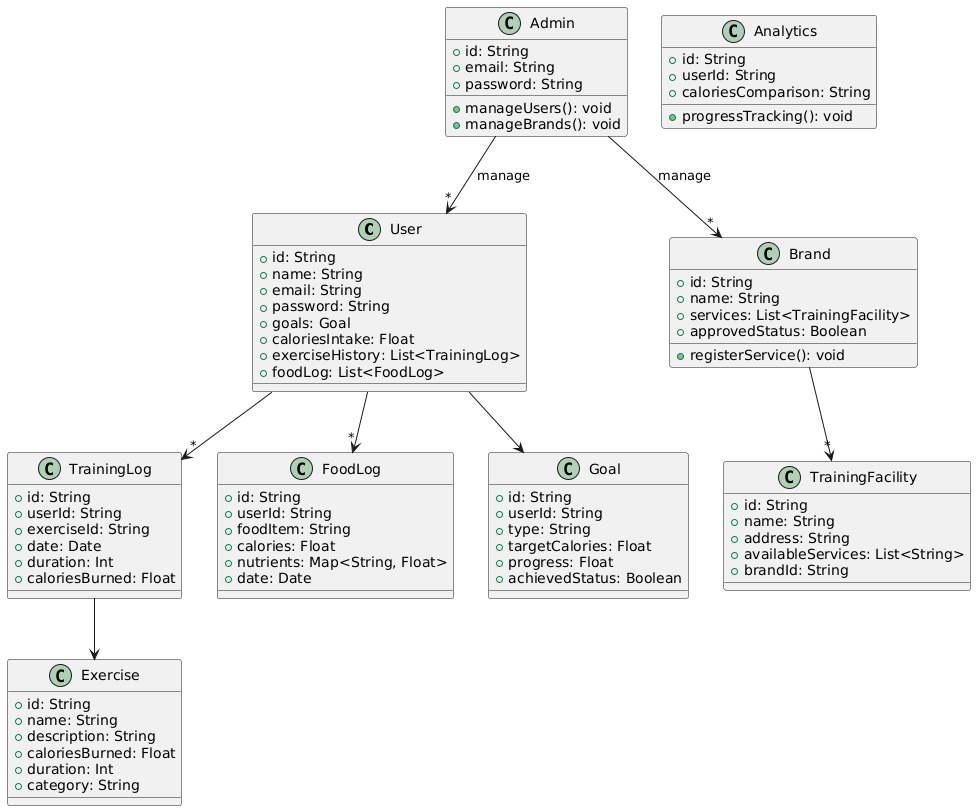 C Admin
+ id: String
+ email: String
+ password: String
+ manageUsers(): void
+ manageBrands(): void
C Analytics
+ id: String
+ userId: String
+ caloriesComparison: String
+ progressTracking(): void
manage
*
manage
*
C User
+ id: String
+ name: String
+ email: String
+ password: String
+ goals: Goal
+ caloriesIntake: Float
+ exerciseHistory: List<TrainingLog>
+ foodLog: List<FoodLog>
C Brand
+ id: String
+ name: String
+ services: List<TrainingFacility>
+ approvedStatus: Boolean
+ registerService(): void
*
*
*
C TrainingLog
+ id: String
+ userId: String
+ exerciseId: String
+ date: Date
+ duration: Int
+ caloriesBurned: Float
C FoodLog
+ id: String
+ userId: String
+ foodItem: String
+ calories: Float
+ nutrients: Map<String, Float>
+ date: Date
C Goal
+ id: String
+ userId: String
+ type: String
+ targetCalories: Float
+ progress: Float
+ achievedStatus: Boolean
C TrainingFacility
+ id: String
+ name: String
+ address: String
+ availableServices: List<String>
+ brandId: String
C Exercise
+ id: String
+ name: String
+ description: String
+ caloriesBurned: Float
+ duration: Int
+ category: String